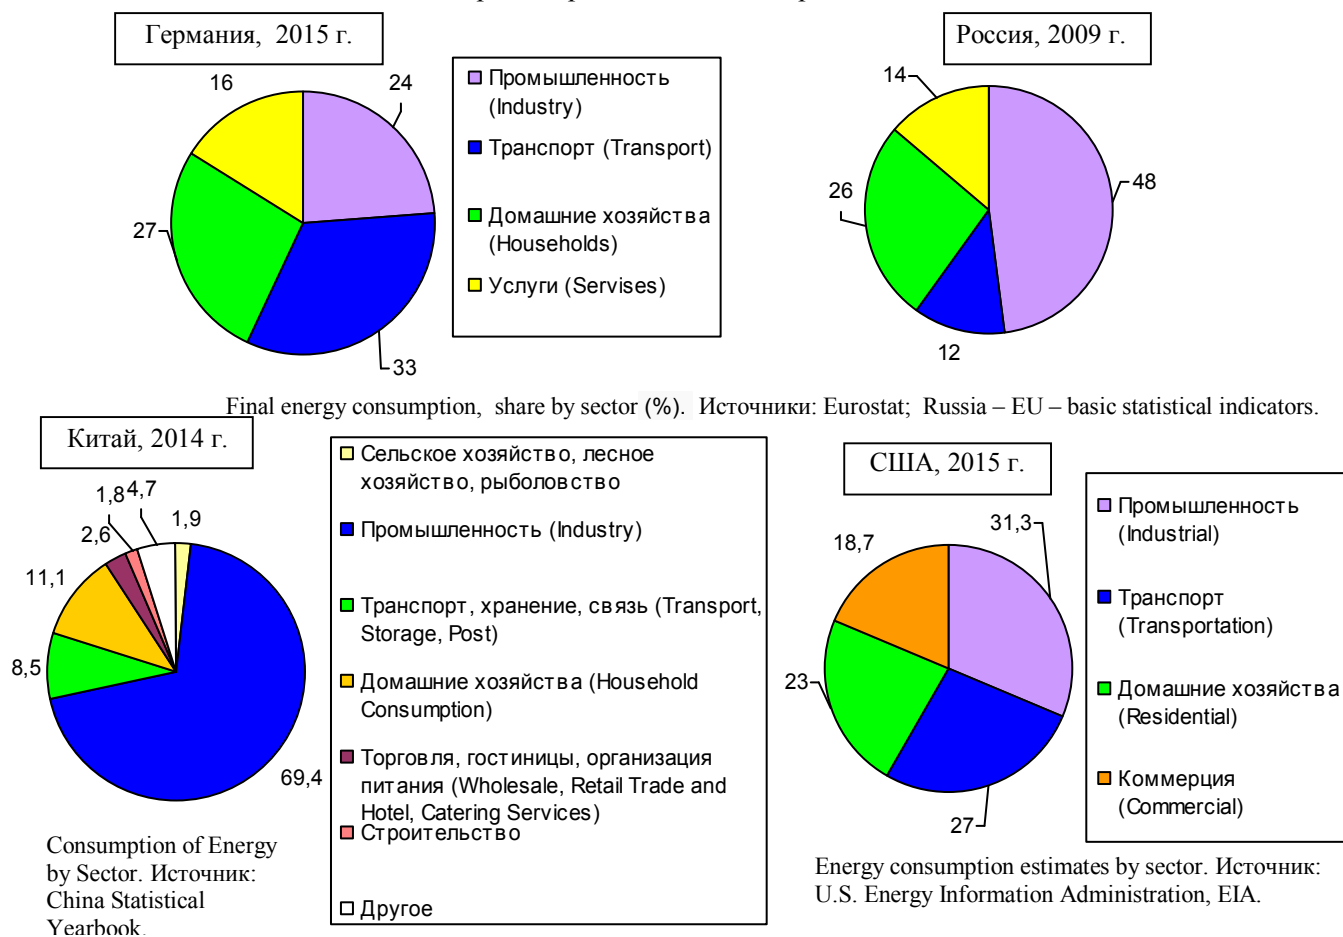 Германия, 2015 г.
16
24
27
33
Промышленность
(Industry)
Транспорт (Transport)
Домашние хозяйства
(Households)
Услуги (Servises)
Россия, 2009 г.
14
48
26
12
Final energy consumption, share by sector (%). Источники: Eurostat; Russia – EU – basic statistical indicators.
Китай, 2014 г.
1,8
4,7
1,9
2,6
11,1
8,5
69,4
Consumption of Energy
by Sector. Источник:
China Statistical
Yearbook.
Сельское хозяйство, лесное
хозяйство, рыболовство
Промышленность (Industry)
Транспорт, хранение, связь (Transport,
Storage, Post)
Домашние хозяйства (Household
Consumption)
Торговля, гостиницы, организация
питания (Wholesale, Retail Trade and
Hotel, Catering Services)
Строительство
Другое
США, 2015 г.
18,7
31,3
23
27
Промышленность
(Industrial)
Транспорт
(Transportation)
Домашние хозяйства
(Residential)
Коммерция
(Commercial)
Energy consumption estimates by sector. Источник:
U.S. Energy Information Administration, EIA.